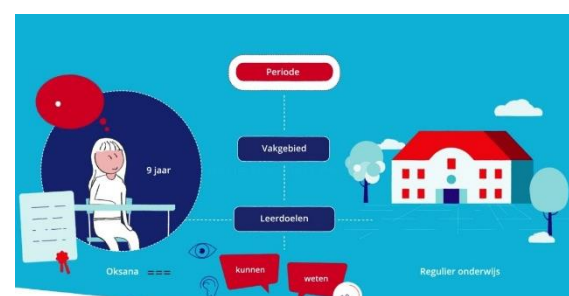 Periode
Vakgebied
9 jaar
Leerdoelen
kunnen
weten
Oksana ===
Regulier onderwijs